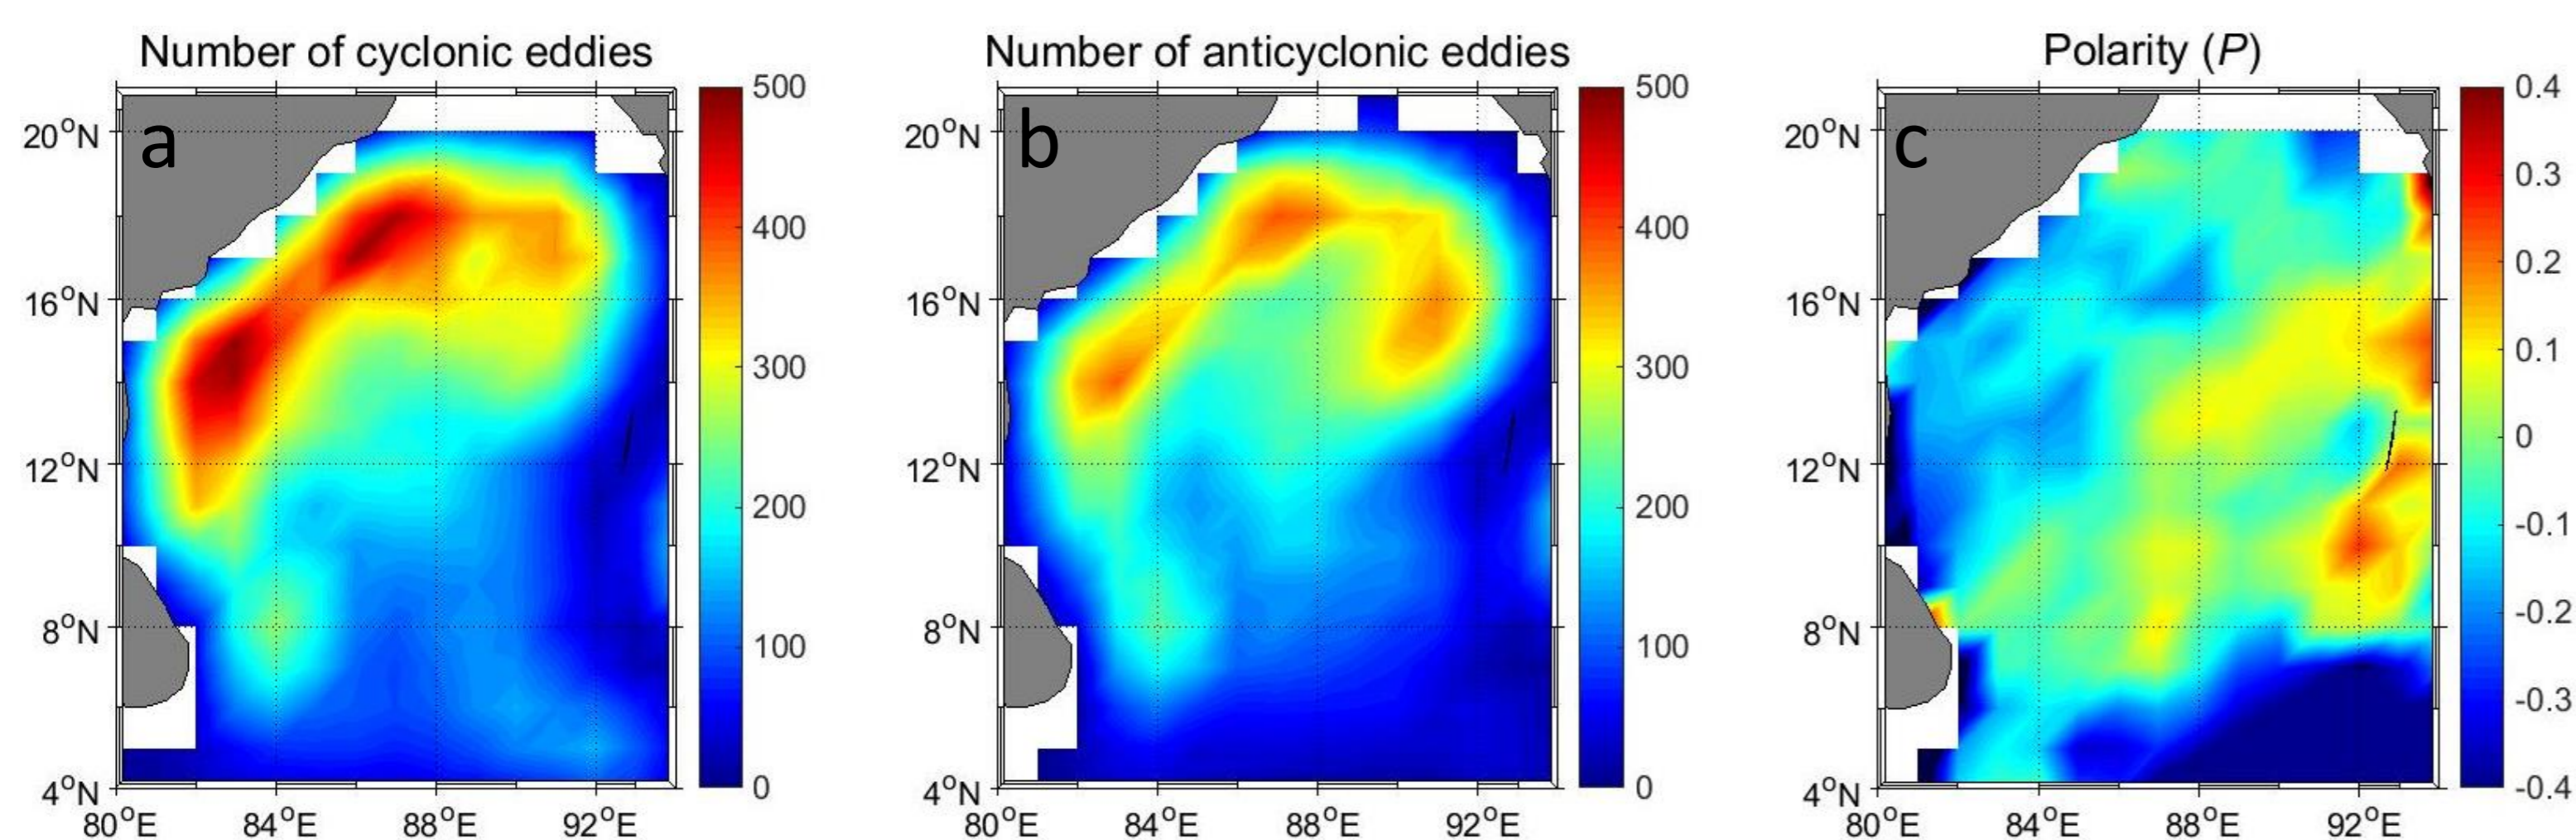 Number of cyclonic eddies
a
20°N
16°N
12°N
8°N
4°N
80°E 84°E 88°E 92°E
500
400
300
200
100
0
Number of anticyclonic eddies
b
20°N
16°N
12°N
8°N
4°N
80°E 84°E 88°E 92°E
500
400
300
200
100
0
Polarity (P)
c
20°N
16°N
12°N
8°N
4°N
80°E 84°E 88°E 92°E
0.4
0.3
0.2
0.1
0
-0.1
-0.2
-0.3
-0.4